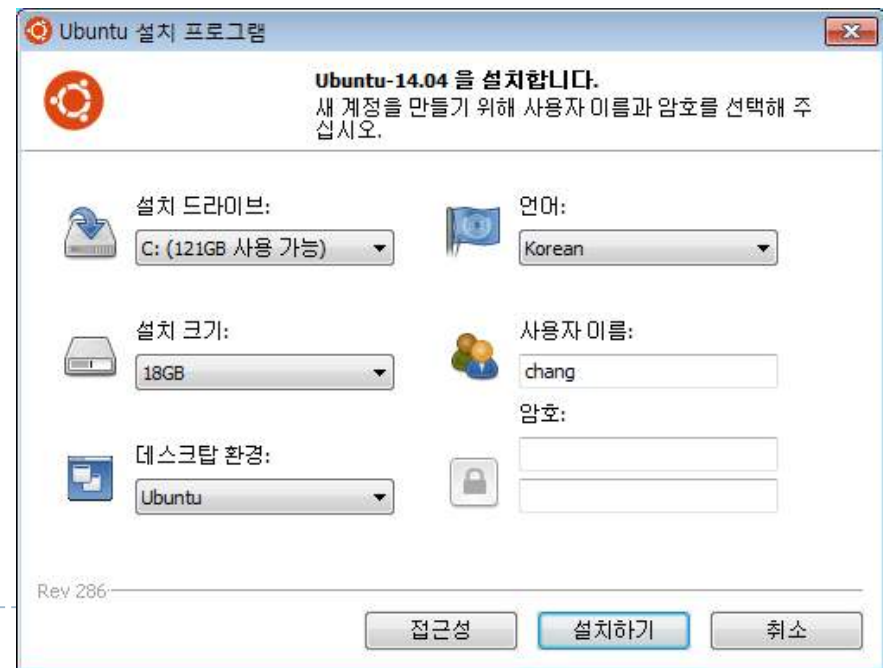 Ubuntu 설치 프로그램
Ubuntu-14.04 을 설치합니다.
새 계정을 만들기 위해 사용자 이름과 암호를 선택해 주
십시오.
설치 드라이브:
C: (121GB 사용 가능)
언어:
Korean
설치 크기:
18GB
사용자 이름:
chang
암호:
데스크탑 환경:
Ubuntu
Rev 286
접근성
설치하기
취소